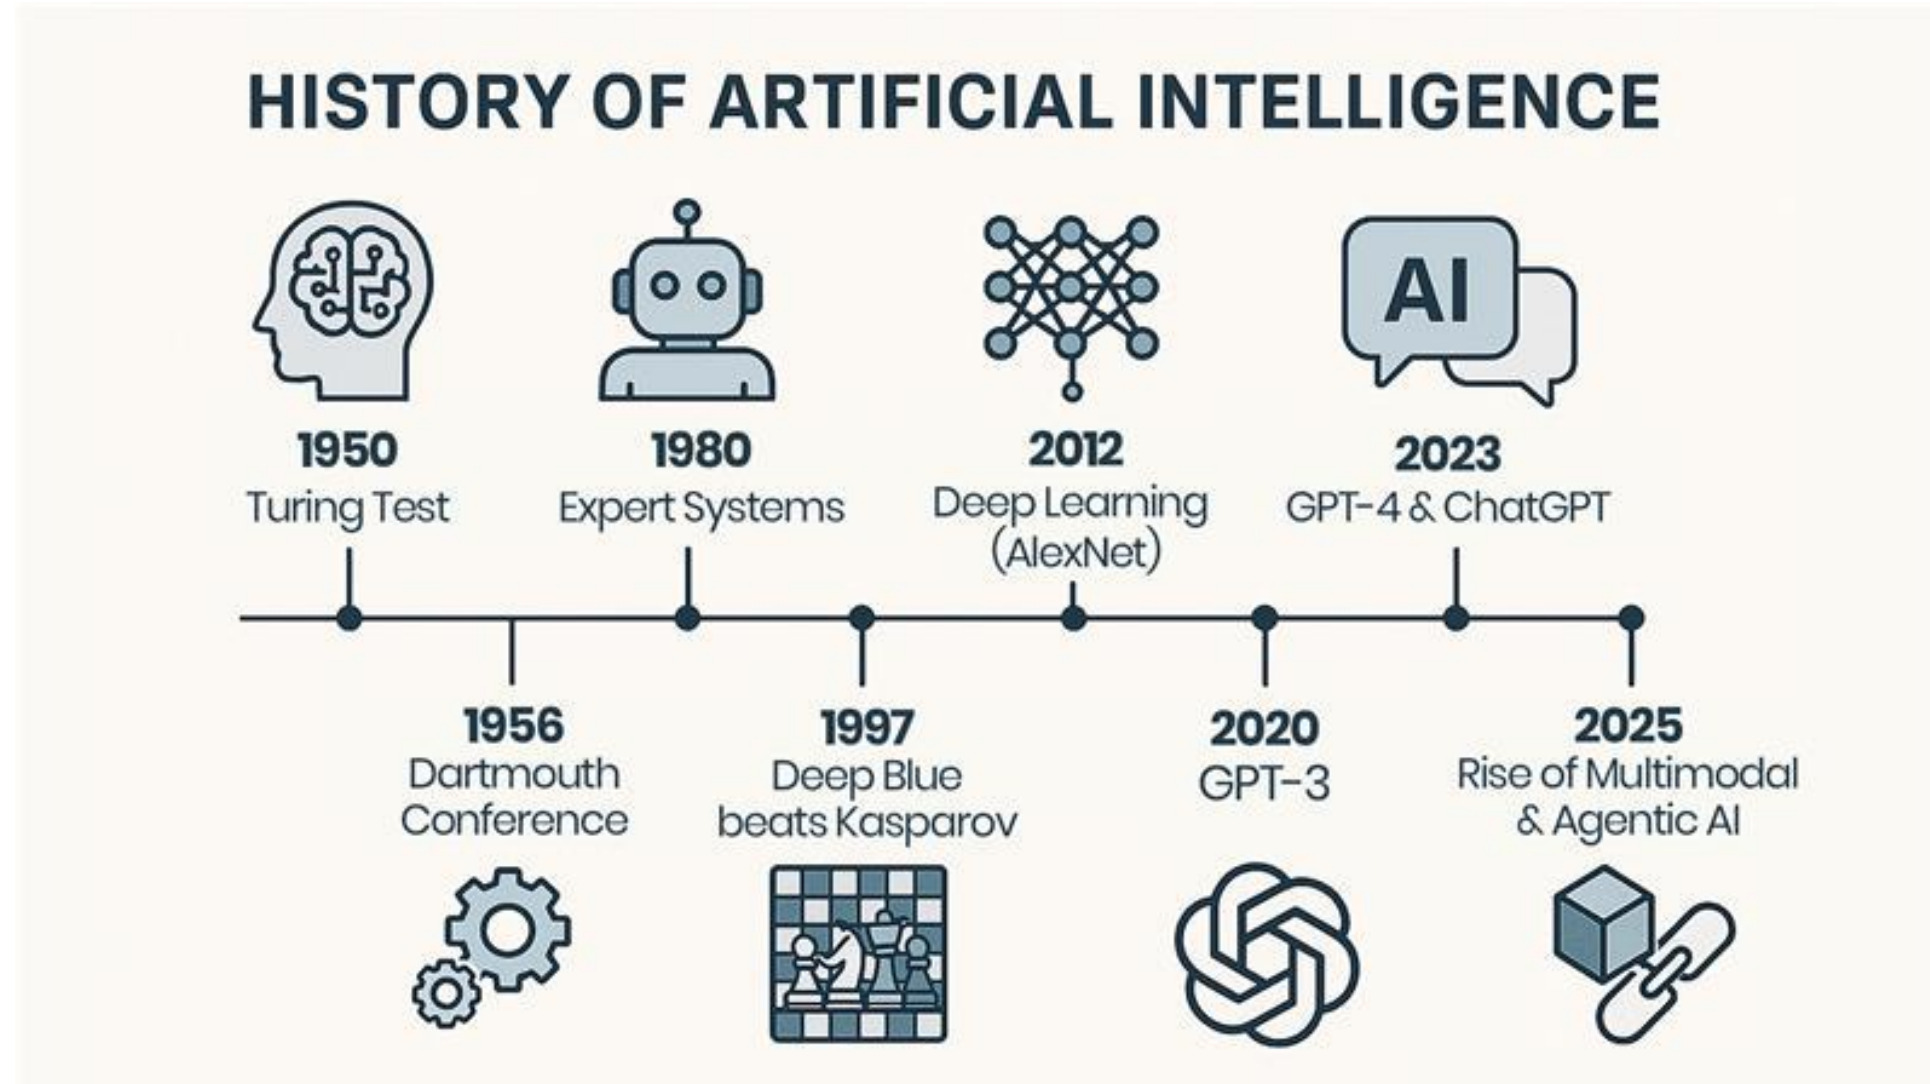 HISTORY OF ARTIFICIAL INTELLIGENCE
AI
1950
Turing Test
1980
Expert Systems
2012
Deep Learning
(AlexNet)
2023
GPT-4 & ChatGPT
1956
Dartmouth
Conference
1997
Deep Blue
beats Kasparov
2020
GPT-3
2025
Rise of Multimodal
& Agentic AI